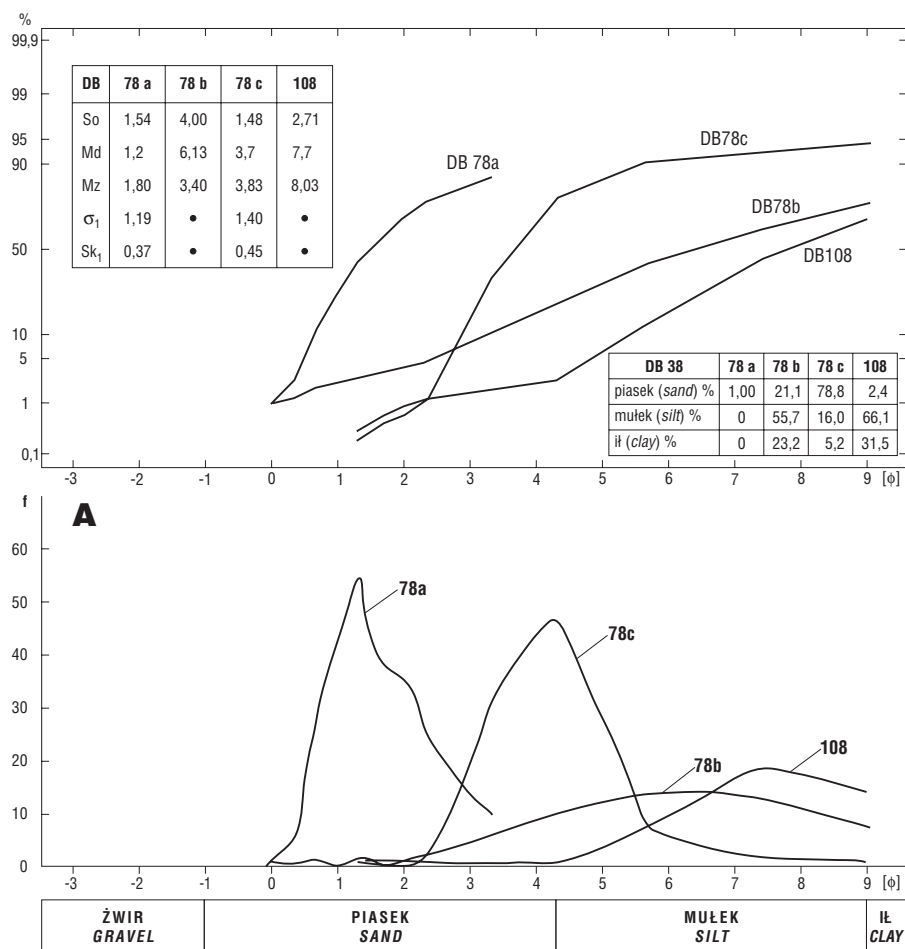 %
99,9
99
95
90
50
10
5
1
0,1
DB 78 a 78 b 78 c 108
So 1,54 4,00 1,48 2,71
Md 1,2 6,13 3,7 7,7
Mz 1,80 3,40 3,83 8,03
σ1 1,19 • 1,40 •
Sk1 0,37 • 0,45 •
DB 78a
DB78c
DB78b
DB108
DB 38 78 a 78 b 78 c 108
piasek (sand) % 1,00 21,1 78,8 2,4
mułek (silt) % 0 55,7 16,0 66,1
ił (clay) % 0 23,2 5,2 31,5
-3 -2 -1 0 1 2 3 4 5 6 7 8 9 [ϕ]
f
A
60
50
40
30
20
10
0
78a
78c
78b
108
-3 -2 -1 0 1 2 3 4 5 6 7 8 9 [ϕ]
ŻWIR PIASEK MUŁEK IŁ
GRAVEL SAND SILT CLAY